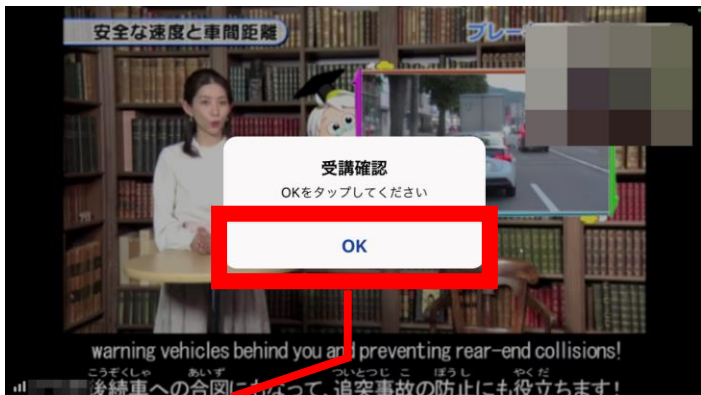 安全な速度と車間距離
ブレー
受講確認
OKをタップしてください
OK
warning vehicles behind you and preventing rear-end collisions!
こうぞくしゃ あいず ついとつじ こ ぼうし やくだ
後続車への合図にもなって、追突事故の防止にも役立ちます!